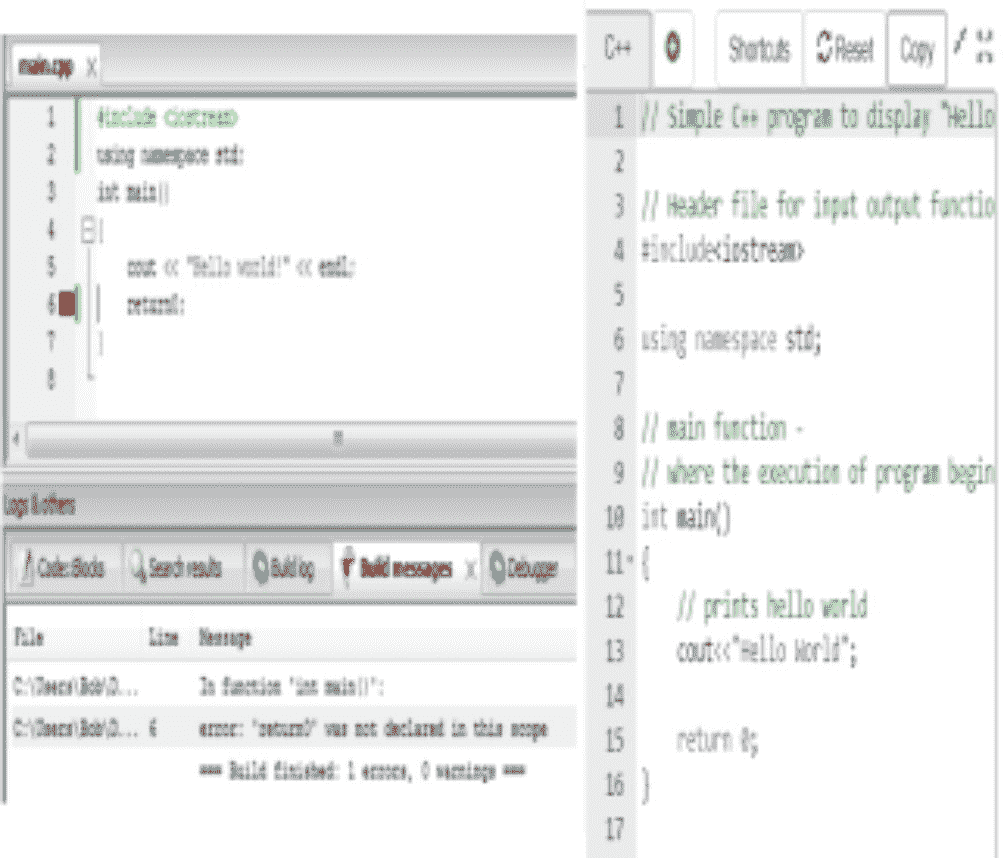 main.cpp X
1 #include <iostream>
2 using namespace std;
3 int main()
4 {
5 cout << "Hello world!" << endl;
6 return0;
7 }
8
Logs & others
Code::Blocks Search results Build log Build messages X Debugger
File Line Message
C:\Users\Bob\D... In function 'int main()':
C:\Users\Bob\D... 6 error: 'return0' was not declared in this scope
=== Build finished: 1 errors, 0 warnings ===
C++ Shortcuts Reset Copy
1 // Simple C++ program to display "Hello
2
3 // Header file for input output functio
4 #include<iostream>
5
6 using namespace std;
7
8 // main function -
9 // where the execution of program begin
10 int main()
11 {
12 // prints hello world
13 cout<<"Hello World";
14
15 return 0;
16 }
17